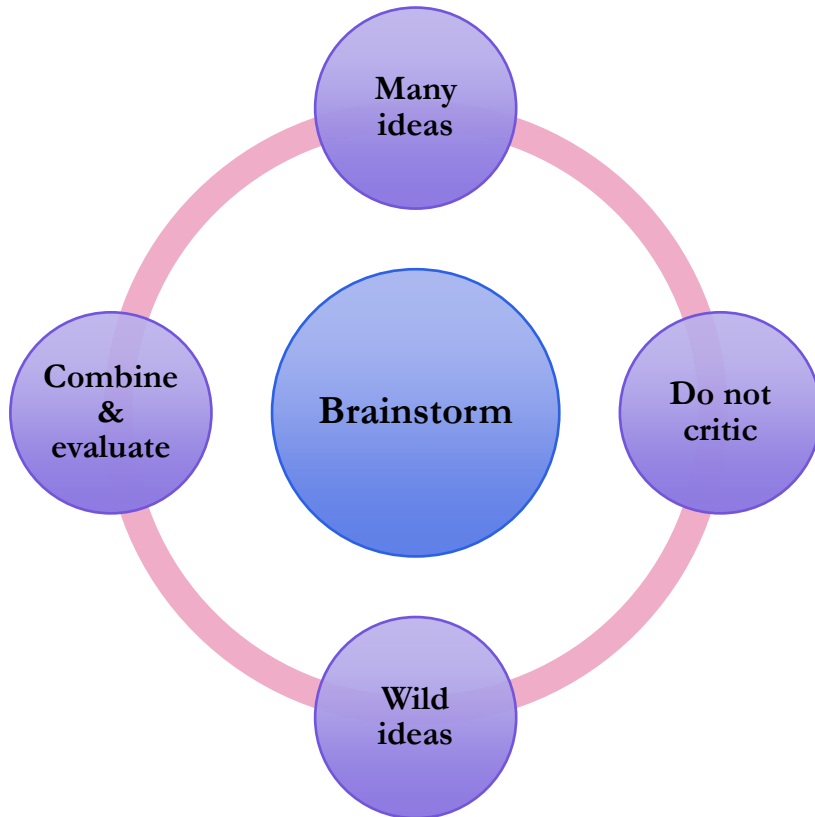 Many
ideas
Combine
&
evaluate
Brainstorm
Do not
critic
Wild
ideas